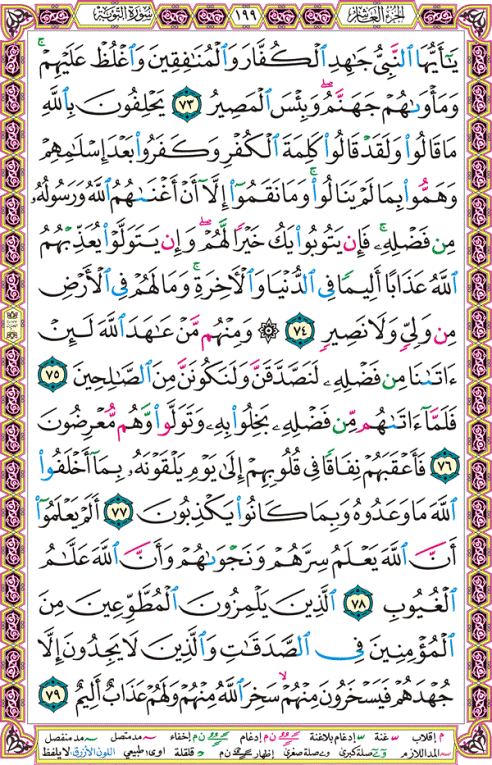 الجزء العاشر ١٩٩ سورة التوبة
يَـٰٓأَيُّهَا ٱلنَّبِىُّ جَـٰهِدِ ٱلْكُفَّارَ وَٱلْمُنَـٰفِقِينَ وَٱغْلُظْ عَلَيْهِمْ ۚ
وَمَأْوَىٰهُمْ جَهَنَّمُ ۖ وَبِئْسَ ٱلْمَصِيرُ ٧٣ يَحْلِفُونَ بِٱللَّهِ
مَا قَالُوا۟ وَلَقَدْ قَالُوا۟ كَلِمَةَ ٱلْكُفْرِ وَكَفَرُوا۟ بَعْدَ إِسْلَـٰمِهِمْ
وَهَمُّوا۟ بِمَا لَمْ يَنَالُوا۟ ۚ وَمَا نَقَمُوٓا۟ إِلَّآ أَنْ أَغْنَىٰهُمُ ٱللَّهُ وَرَسُولُهُۥ
مِن فَضْلِهِۦ ۚ فَإِن يَتُوبُوا۟ يَكُ خَيْرًا لَّهُمْ ۖ وَإِن يَتَوَلَّوْا۟ يُعَذِّبْهُمُ
ٱللَّهُ عَذَابًا أَلِيمًا فِى ٱلدُّنْيَا وَٱلْـَٔاخِرَةِ ۚ وَمَا لَهُمْ فِى ٱلْأَرْضِ
مِن وَلِىٍّ وَلَا نَصِيرٍ ٧٤ ۞ وَمِنْهُم مَّنْ عَـٰهَدَ ٱللَّهَ لَئِنْ
ءَاتَىٰنَا مِن فَضْلِهِۦ لَنَصَّدَّقَنَّ وَلَنَكُونَنَّ مِنَ ٱلصَّـٰلِحِينَ ٧٥
فَلَمَّآ ءَاتَىٰهُم مِّن فَضْلِهِۦ بَخِلُوا۟ بِهِۦ وَتَوَلَّوا۟ وَّهُم مُّعْرِضُونَ
٧٦ فَأَعْقَبَهُمْ نِفَاقًا فِى قُلُوبِهِمْ إِلَىٰ يَوْمِ يَلْقَوْنَهُۥ بِمَآ أَخْلَفُوا۟
ٱللَّهَ مَا وَعَدُوهُ وَبِمَا كَانُوا۟ يَكْذِبُونَ ٧٧ أَلَمْ يَعْلَمُوٓا۟
أَنَّ ٱللَّهَ يَعْلَمُ سِرَّهُمْ وَنَجْوَىٰهُمْ وَأَنَّ ٱللَّهَ عَلَّـٰمُ
ٱلْغُيُوبِ ٧٨ ٱلَّذِينَ يَلْمِزُونَ ٱلْمُطَّوِّعِينَ مِنَ
ٱلْمُؤْمِنِينَ فِى ٱلصَّدَقَـٰتِ وَٱلَّذِينَ لَا يَجِدُونَ إِلَّا
جُهْدَهُمْ فَيَسْخَرُونَ مِنْهُمْ ۙ سَخِرَ ٱللَّهُ مِنْهُمْ وَلَهُمْ عَذَابٌ أَلِيمٌ ٧٩
م إقلاب س غنة س إدغام بلاغنة ن م إدغام ن م إخفاء ~ مد متصل ~ مد منفصل
~ المد اللازم صلة كبرى صلة صغرى إظهار ن م د قلقلة اوى: طبيعي اللون الأزرق: لا يلفظ